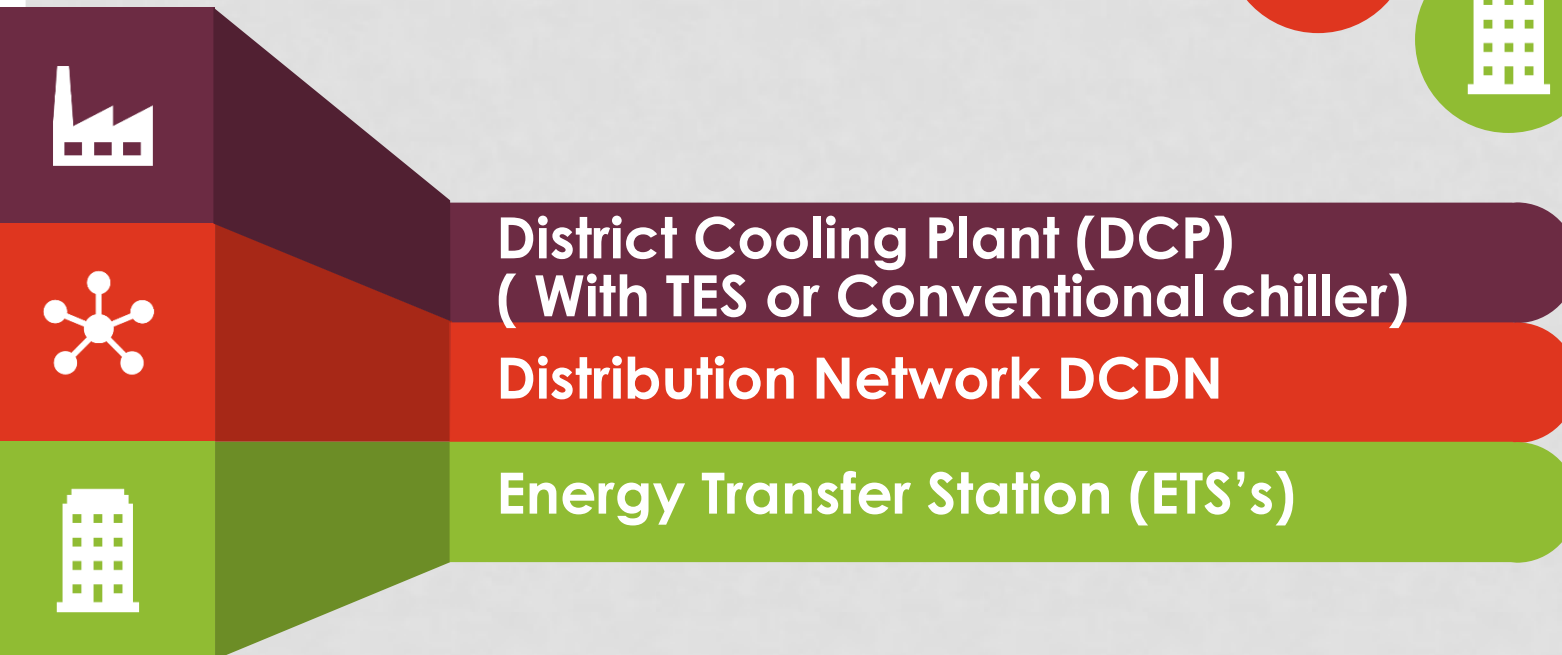 District Cooling Plant (DCP)
( With TES or Conventional chiller)
Distribution Network DCDN
Energy Transfer Station (ETS’s)